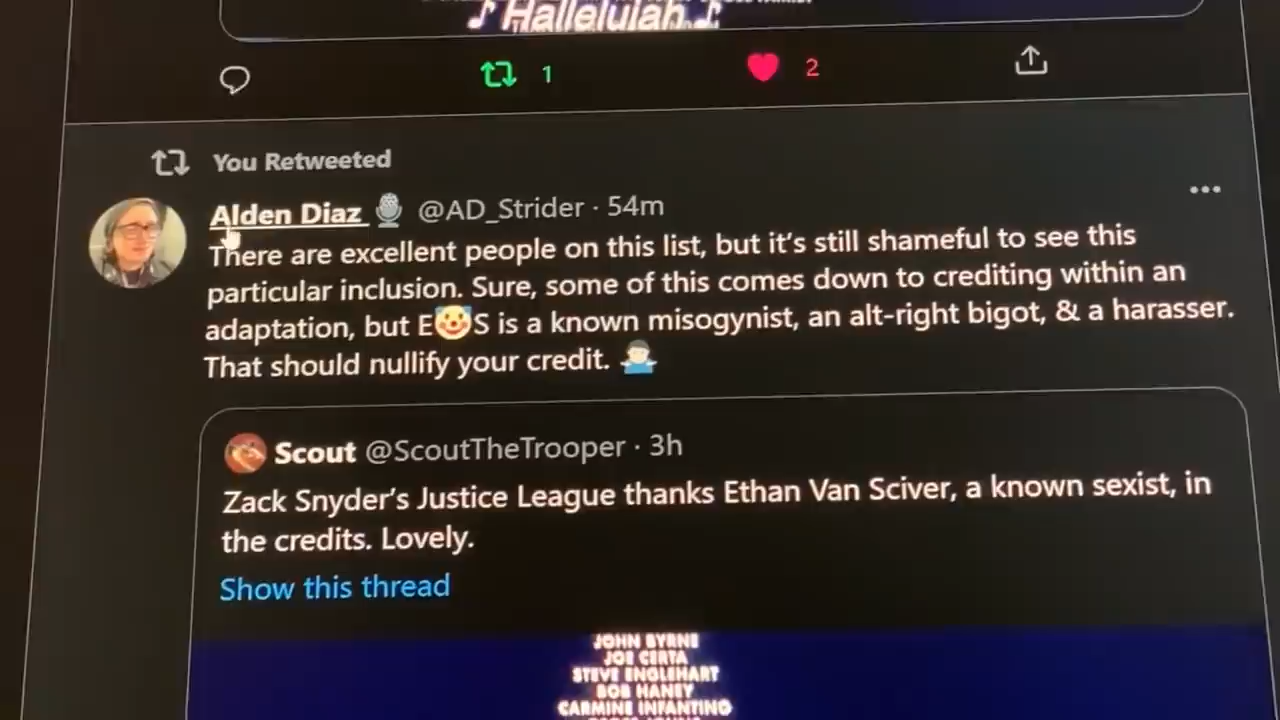 ♪ Hallelujah ♪
1
2
You Retweeted
Alden Diaz @AD_Strider · 54m
There are excellent people on this list, but it's still shameful to see this
particular inclusion. Sure, some of this comes down to crediting within an
adaptation, but E🤡S is a known misogynist, an alt-right bigot, & a harasser.
That should nullify your credit.
Scout @ScoutTheTrooper · 3h
Zack Snyder's Justice League thanks Ethan Van Sciver, a known sexist, in
the credits. Lovely.
Show this thread
JOHN BYRNE
JOE CERTA
STEVE ENGLEHART
BOB HANEY
CARMINE INFANTINO